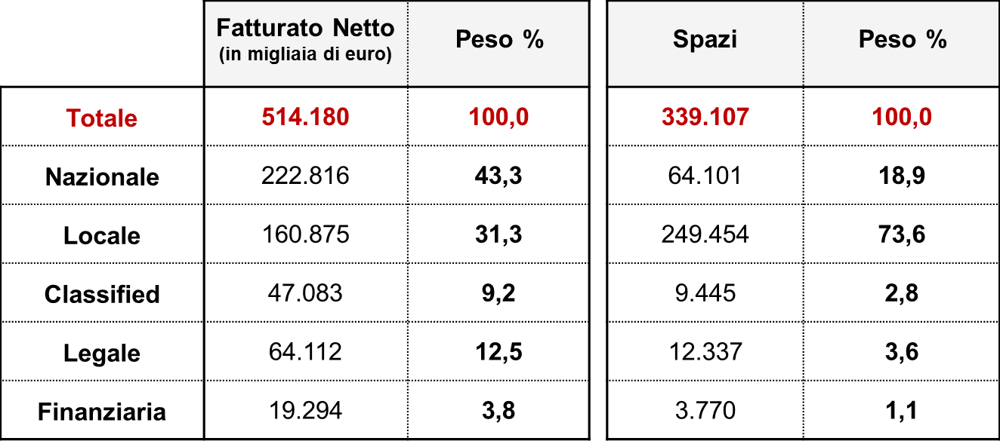 Fatturato Netto Peso % Spazi Peso %
(in migliaia di euro)
Totale 514.180 100,0 339.107 100,0
Nazionale 222.816 43,3 64.101 18,9
Locale 160.875 31,3 249.454 73,6
Classified 47.083 9,2 9.445 2,8
Legale 64.112 12,5 12.337 3,6
Finanziaria 19.294 3,8 3.770 1,1